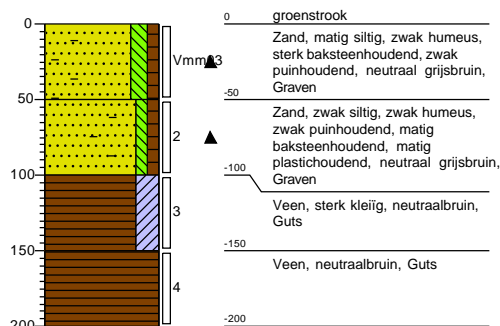 0
0
groenstrook
Zand, matig siltig, zwak humeus,
sterk baksteenhoudend, zwak
puinhoudend, neutraal grijsbruin,
Graven
Vmm03
50
-50
Zand, zwak siltig, zwak humeus,
zwak puinhoudend, matig
baksteenhoudend, matig
plastichoudend, neutraal grijsbruin,
Graven
2
100
-100
Veen, sterk kleiïg, neutraalbruin,
Guts
3
150
-150
Veen, neutraalbruin, Guts
4
200
-200